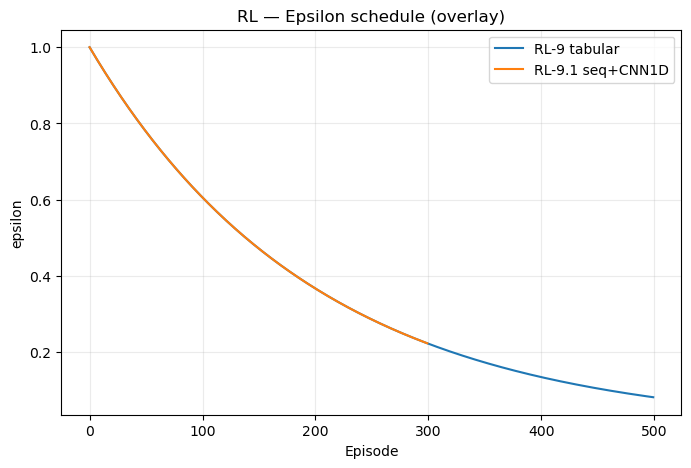 RL — Epsilon schedule (overlay)
RL-9 tabular
RL-9.1 seq+CNN1D
1.0
0.8
0.6
0.4
0.2
epsilon
0 100 200 300 400 500
Episode